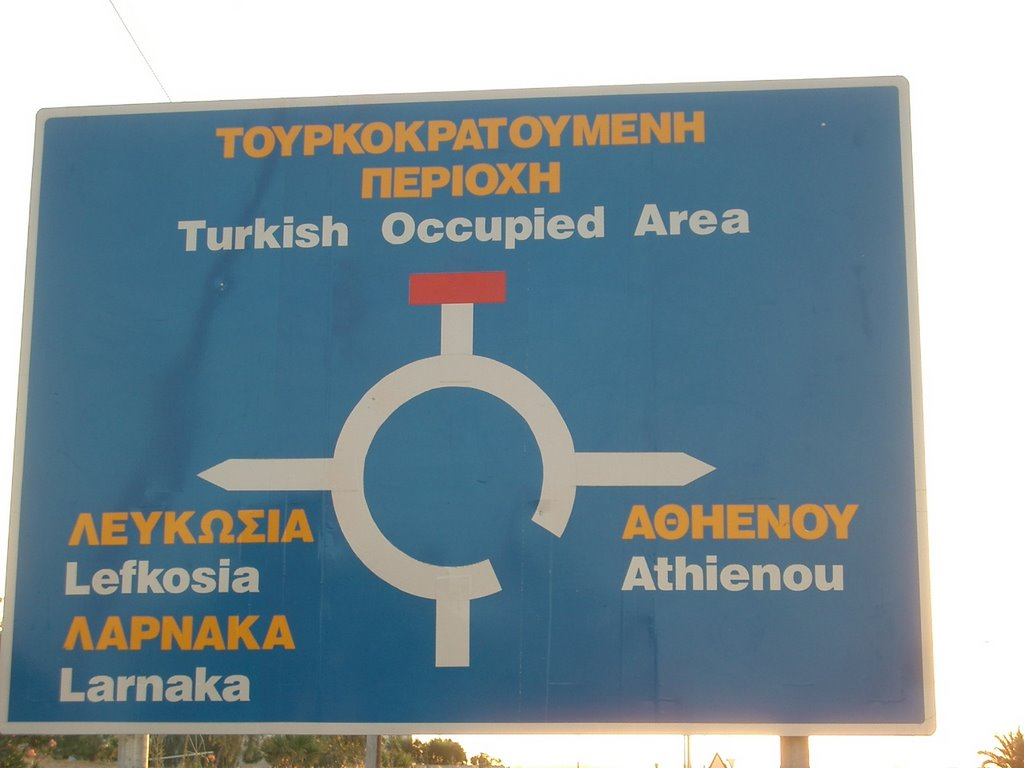 ΤΟΥΡΚΟΚΡΑΤΟΥΜΕΝΗ
ΠΕΡΙΟΧΗ
Turkish Occupied Area
ΛΕΥΚΩΣΙΑ
Lefkosia
ΛΑΡΝΑΚΑ
Larnaka
ΑΘΗΕΝΟΥ
Athienou